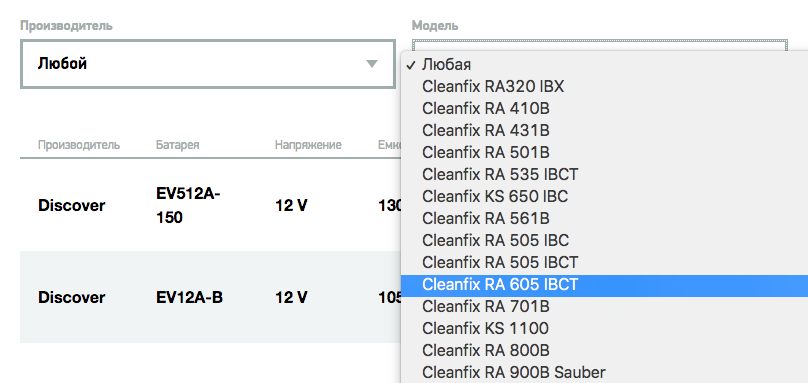 Производитель
Модель
Любой
✓ Любая
Cleanfix RA320 IBX
Cleanfix RA 410B
Cleanfix RA 431B
Cleanfix RA 501B
Cleanfix RA 535 IBCT
Cleanfix KS 650 IBC
Cleanfix RA 561B
Cleanfix RA 505 IBC
Cleanfix RA 505 IBCT
Cleanfix RA 605 IBCT
Cleanfix RA 701B
Cleanfix KS 1100
Cleanfix RA 800B
Cleanfix RA 900B Sauber
Производитель Батарея Напряжение Емк
Discover EV512A-
150 12 V 130
Discover EV12A-B 12 V 105